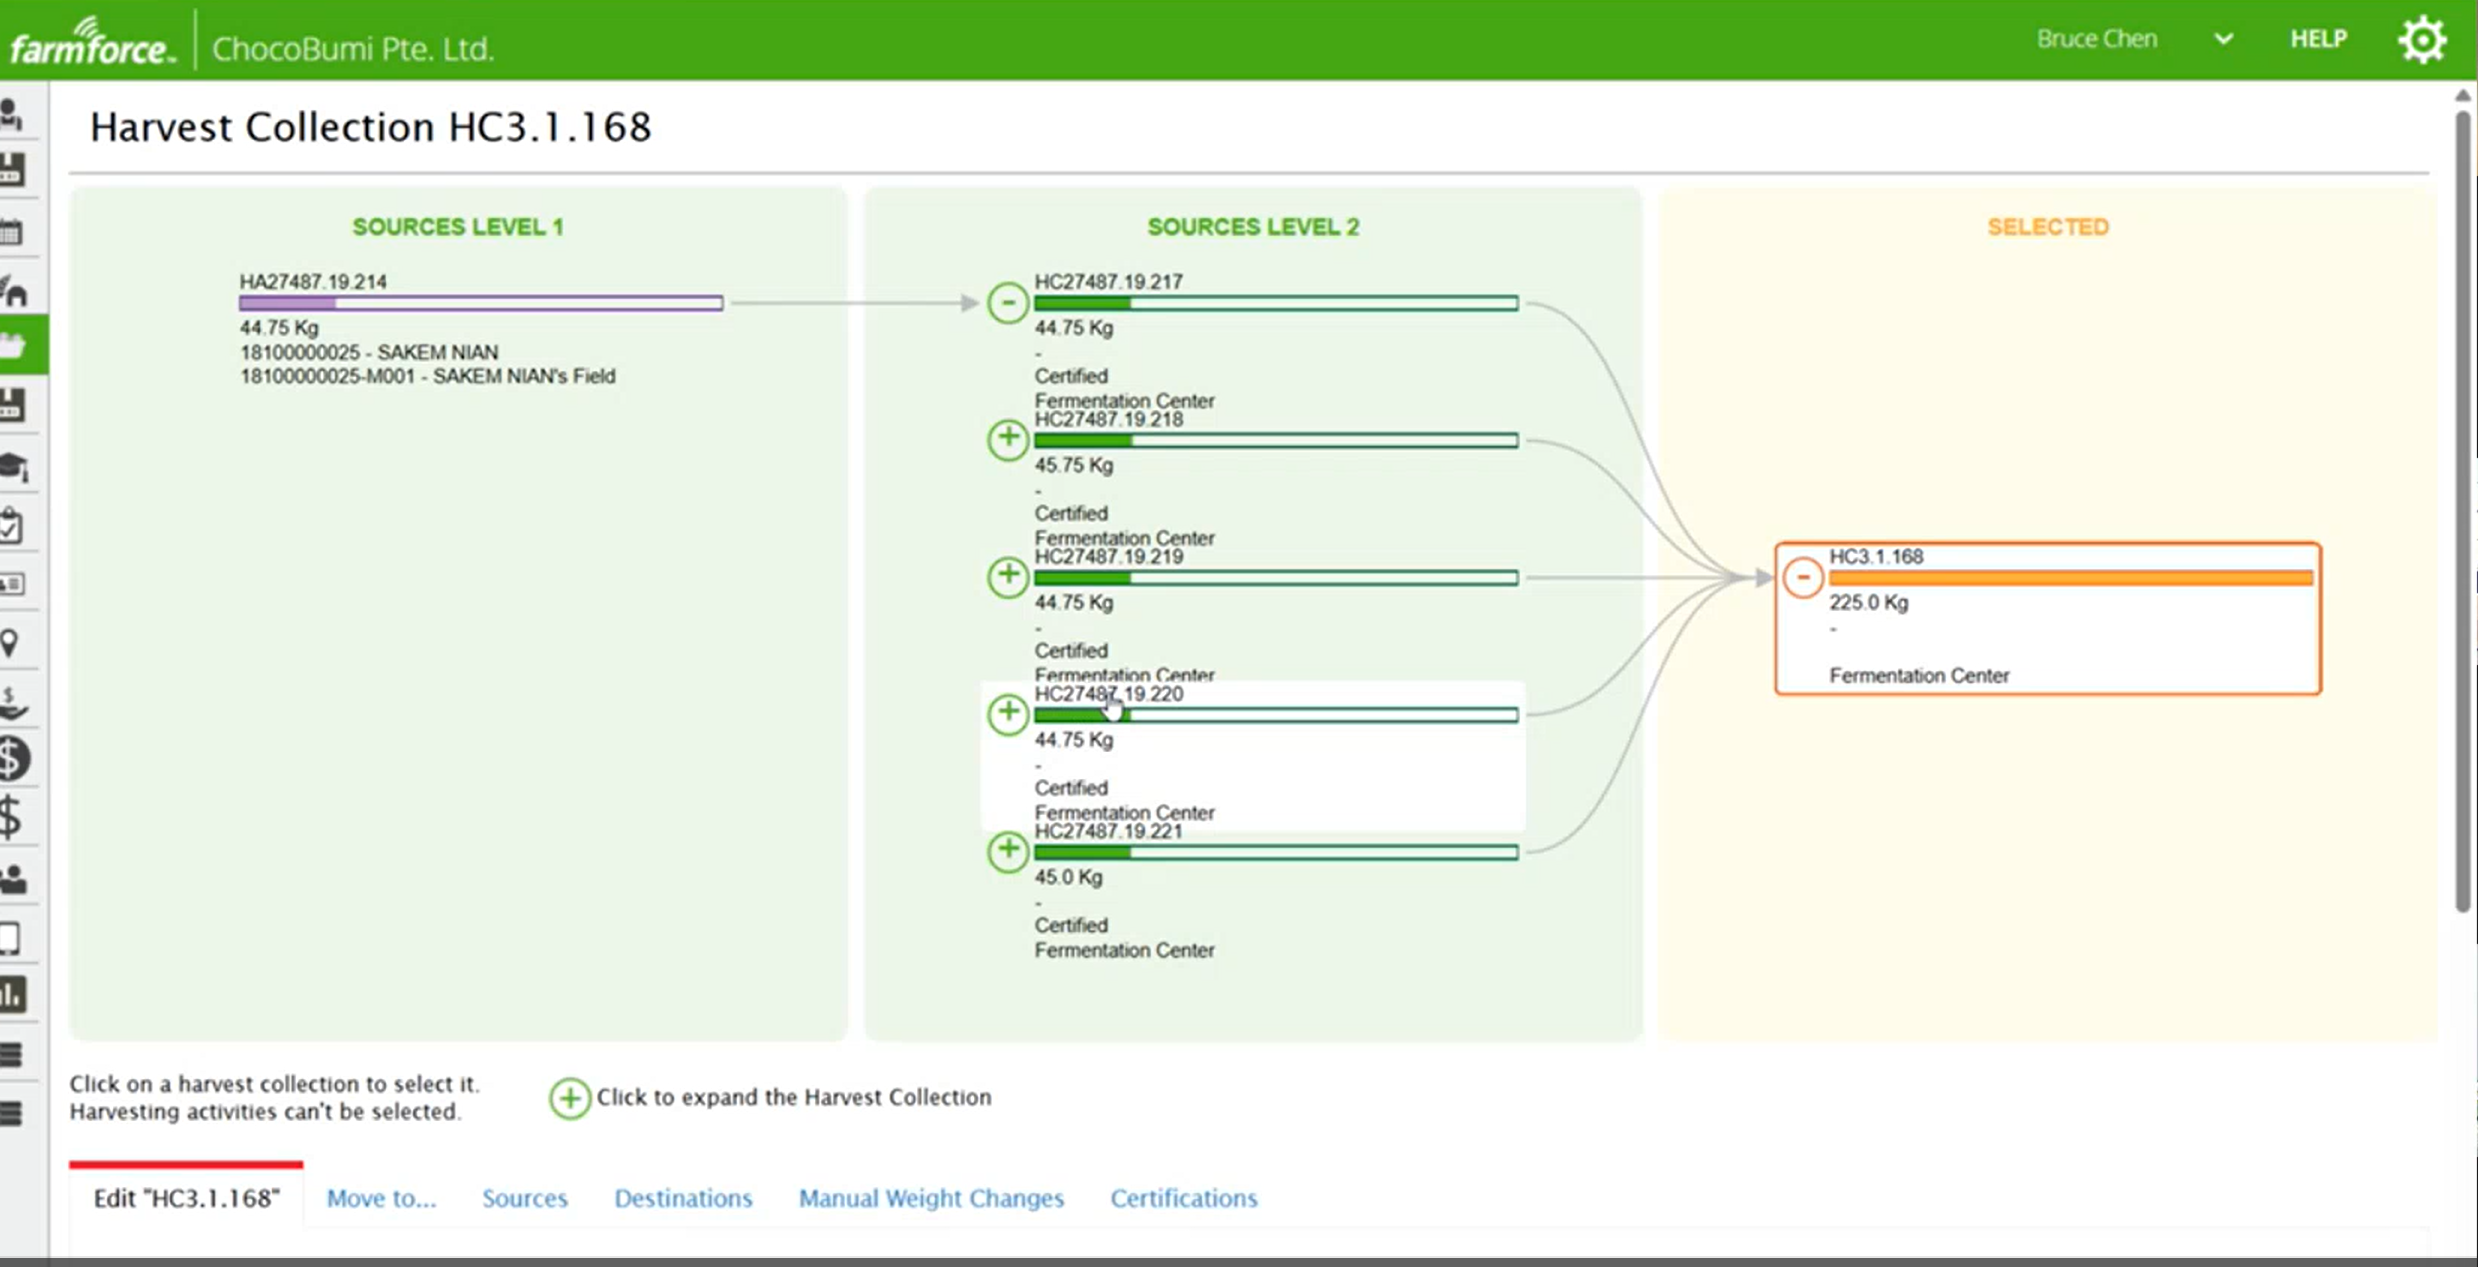 farmforce™ ChocoBumi Pte. Ltd.
Bruce Chen
HELP
Harvest Collection HC3.1.168
SOURCES LEVEL 1
HA27487.19.214
44.75 Kg
18100000025 - SAKEM NIAN
18100000025-M001 - SAKEM NIAN's Field
SOURCES LEVEL 2
HC27487.19.217
44.75 Kg
-
Certified
Fermentation Center
HC27487.19.218
45.75 Kg
-
Certified
Fermentation Center
HC27487.19.219
44.75 Kg
-
Certified
Fermentation Center
HC27487.19.220
44.75 Kg
-
Certified
Fermentation Center
HC27487.19.221
45.0 Kg
-
Certified
Fermentation Center
SELECTED
HC3.1.168
225.0 Kg
-
Fermentation Center
Click on a harvest collection to select it.
Harvesting activities can't be selected.
Click to expand the Harvest Collection
Edit "HC3.1.168"
Move to...
Sources
Destinations
Manual Weight Changes
Certifications